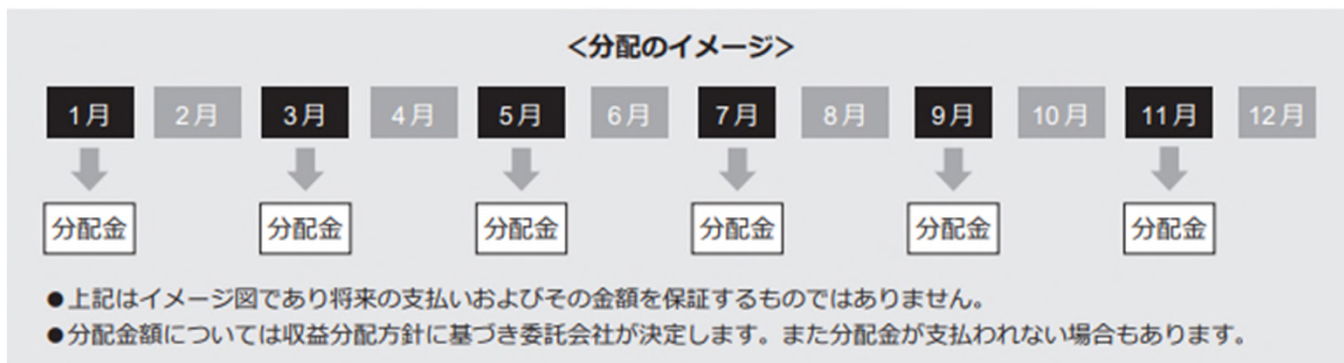 <分配のイメージ>
1月 2月 3月 4月 5月 6月 7月 8月 9月 10月 11月 12月
分配金 分配金 分配金 分配金 分配金 分配金
●上記はイメージ図であり将来の支払いおよびその金額を保証するものではありません。
●分配金額については収益分配方針に基づき委託会社が決定します。また分配金が支払われない場合もあります。